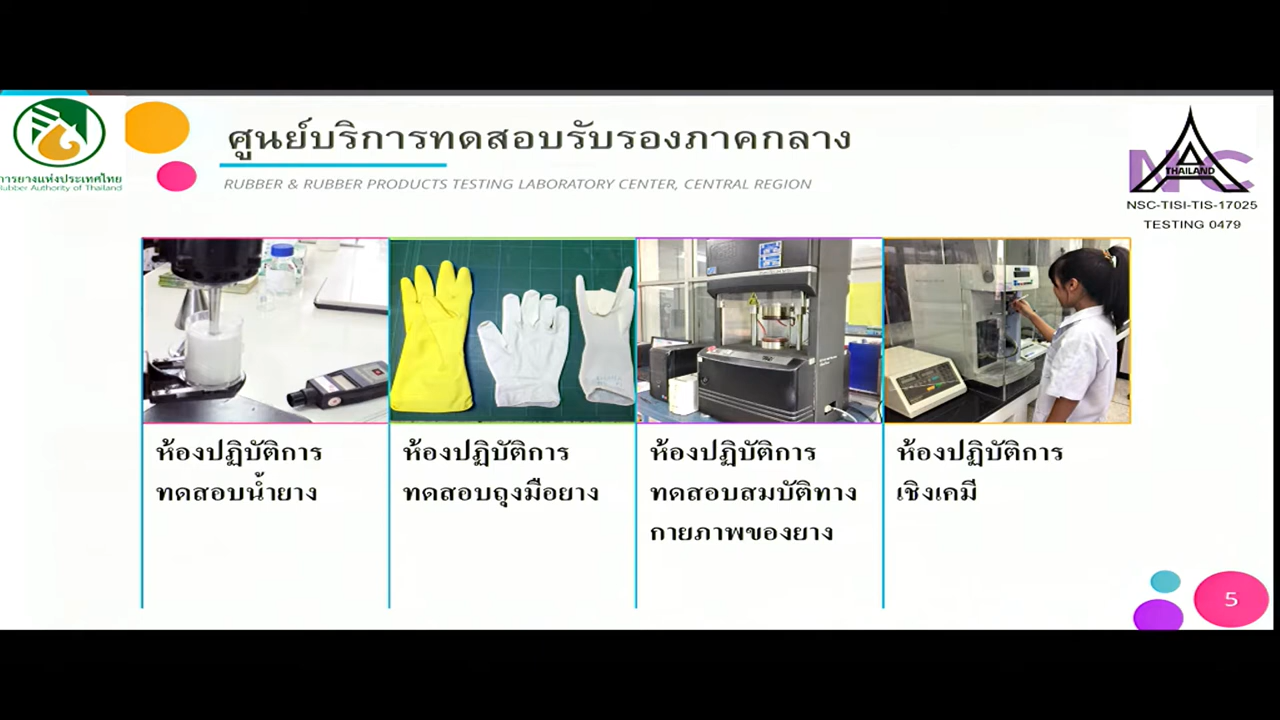 ศูนย์บริการทดสอบรับรองภาคกลาง
RUBBER & RUBBER PRODUCTS TESTING LABORATORY CENTER, CENTRAL REGION
การยางแห่งประเทศไทย
Rubber Authority of Thailand
THAILAND
NSC-TISI-TIS-17025
TESTING 0479
ห้องปฏิบัติการ
ทดสอบน้ำยาง
ห้องปฏิบัติการ
ทดสอบถุงมือยาง
ห้องปฏิบัติการ
ทดสอบสมบัติทาง
กายภาพของยาง
ห้องปฏิบัติการ
เชิงเคมี
5